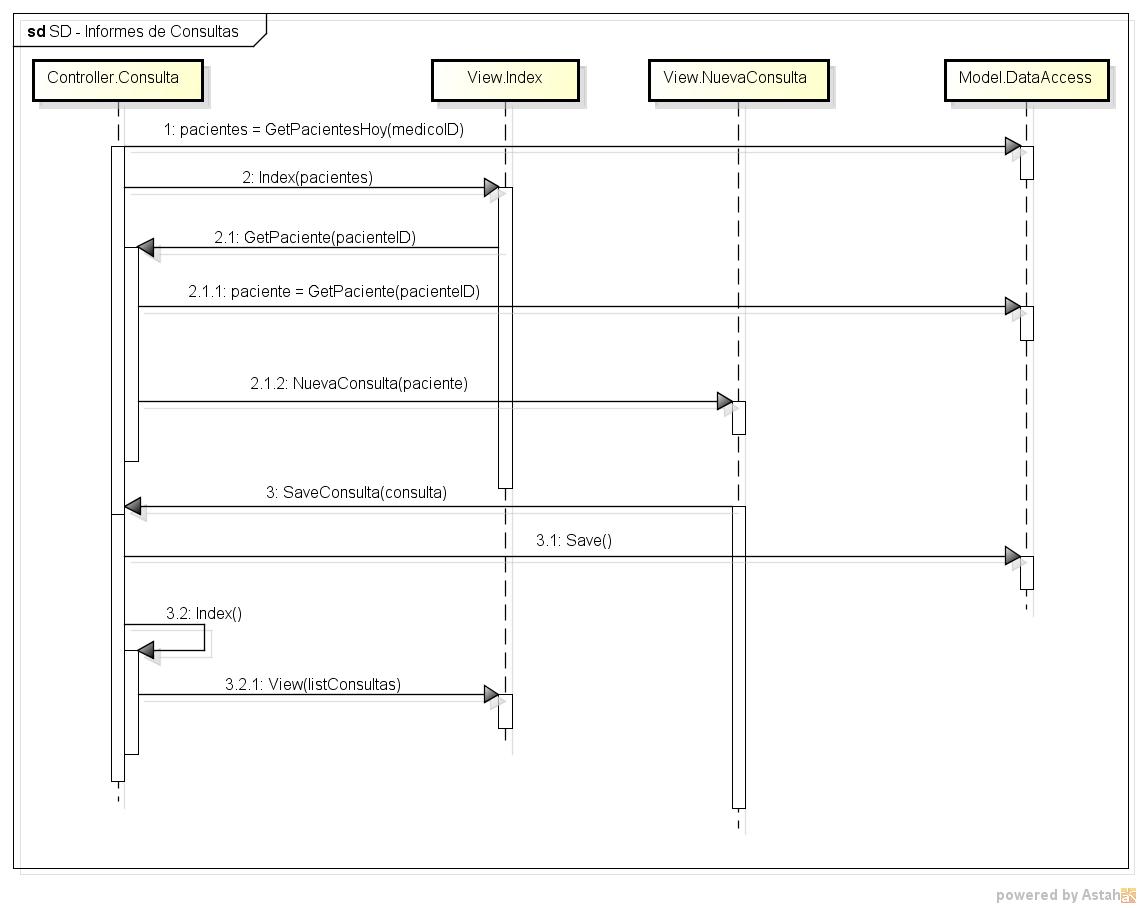 sd SD - Informes de Consultas
Controller.Consulta
View.Index
View.NuevaConsulta
Model.DataAccess
1: pacientes = GetPacientesHoy(medicoID)
2: Index(pacientes)
2.1: GetPaciente(pacienteID)
2.1.1: paciente = GetPaciente(pacienteID)
2.1.2: NuevaConsulta(paciente)
3: SaveConsulta(consulta)
3.1: Save()
3.2: Index()
3.2.1: View(listConsultas)
powered by Astah